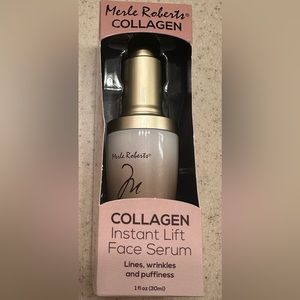 Merle Roberts®
COLLAGEN
Merle Roberts®
M
COLLAGEN
Instant Lift
Face Serum
Lines, wrinkles
and puffiness
1 fl oz (30ml)